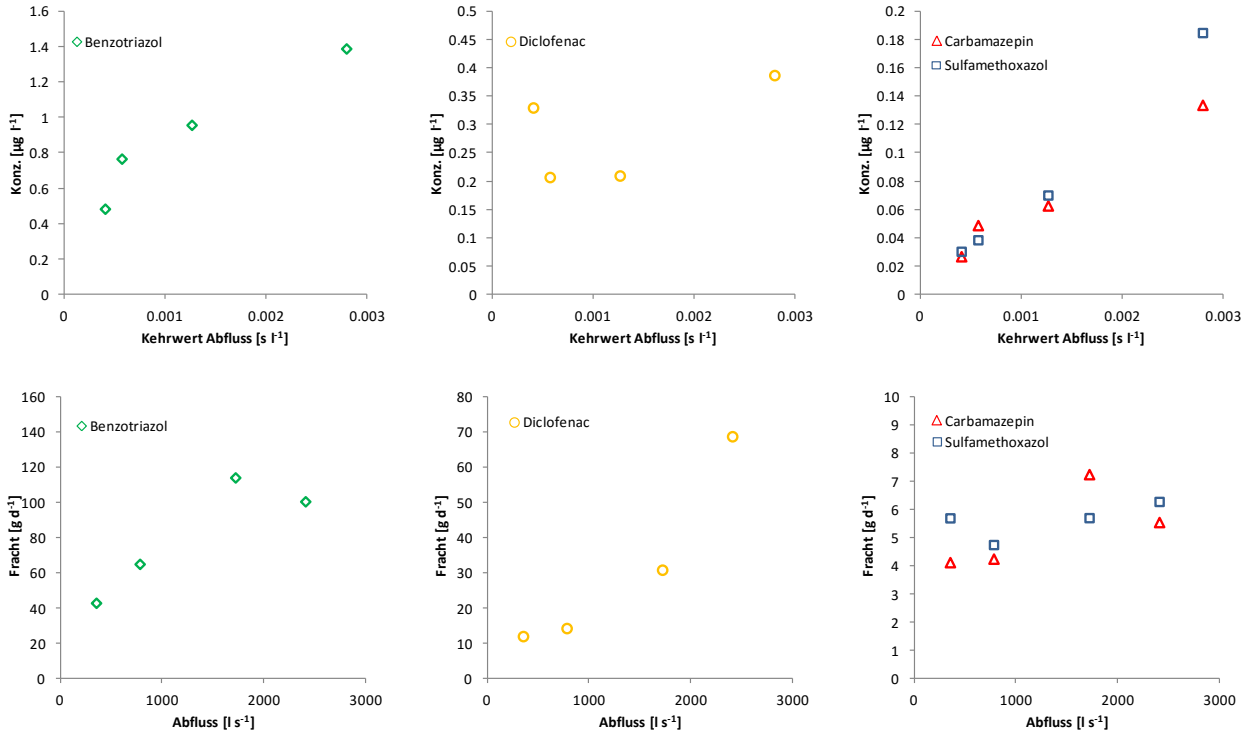 1.6
1.4
1.2
1
0.8
0.6
0.4
0.2
0
Konz. [µg l⁻¹]
Benzotriazol
0 0.001 0.002 0.003
Kehrwert Abfluss [s l⁻¹]
0.5
0.45
0.4
0.35
0.3
0.25
0.2
0.15
0.1
0.05
0
Konz. [µg l⁻¹]
Diclofenac
0 0.001 0.002 0.003
Kehrwert Abfluss [s l⁻¹]
0.2
0.18
0.16
0.14
0.12
0.1
0.08
0.06
0.04
0.02
0
Konz. [µg l⁻¹]
Carbamazepin
Sulfamethoxazol
0 0.001 0.002 0.003
Kehrwert Abfluss [s l⁻¹]
160
140
120
100
80
60
40
20
0
Fracht [g d⁻¹]
Benzotriazol
0 1000 2000 3000
Abfluss [l s⁻¹]
80
70
60
50
40
30
20
10
0
Fracht [g d⁻¹]
Diclofenac
0 1000 2000 3000
Abfluss [l s⁻¹]
10
9
8
7
6
5
4
3
2
1
0
Fracht [g d⁻¹]
Carbamazepin
Sulfamethoxazol
0 1000 2000 3000
Abfluss [l s⁻¹]